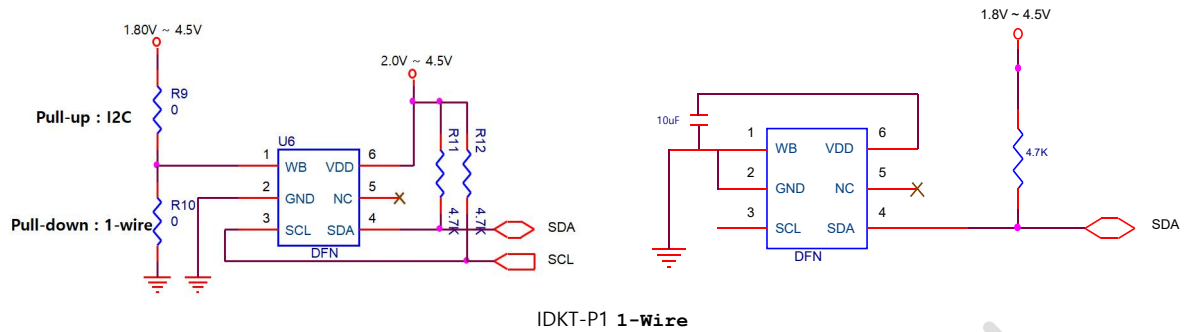 1.80V ~ 4.5V
R9
0
Pull-up : I2C
R10
0
Pull-down : 1-wire
2.0V ~ 4.5V
U6
1 WB VDD 6
2 GND NC 5
3 SCL SDA 4
DFN
R11
4.7K
R12
4.7K
SDA
SCL
1.8V ~ 4.5V
10uF
1 WB VDD 6
2 GND NC 5
3 SCL SDA 4
DFN
4.7K
SDA
IDKT-P1 1-Wire